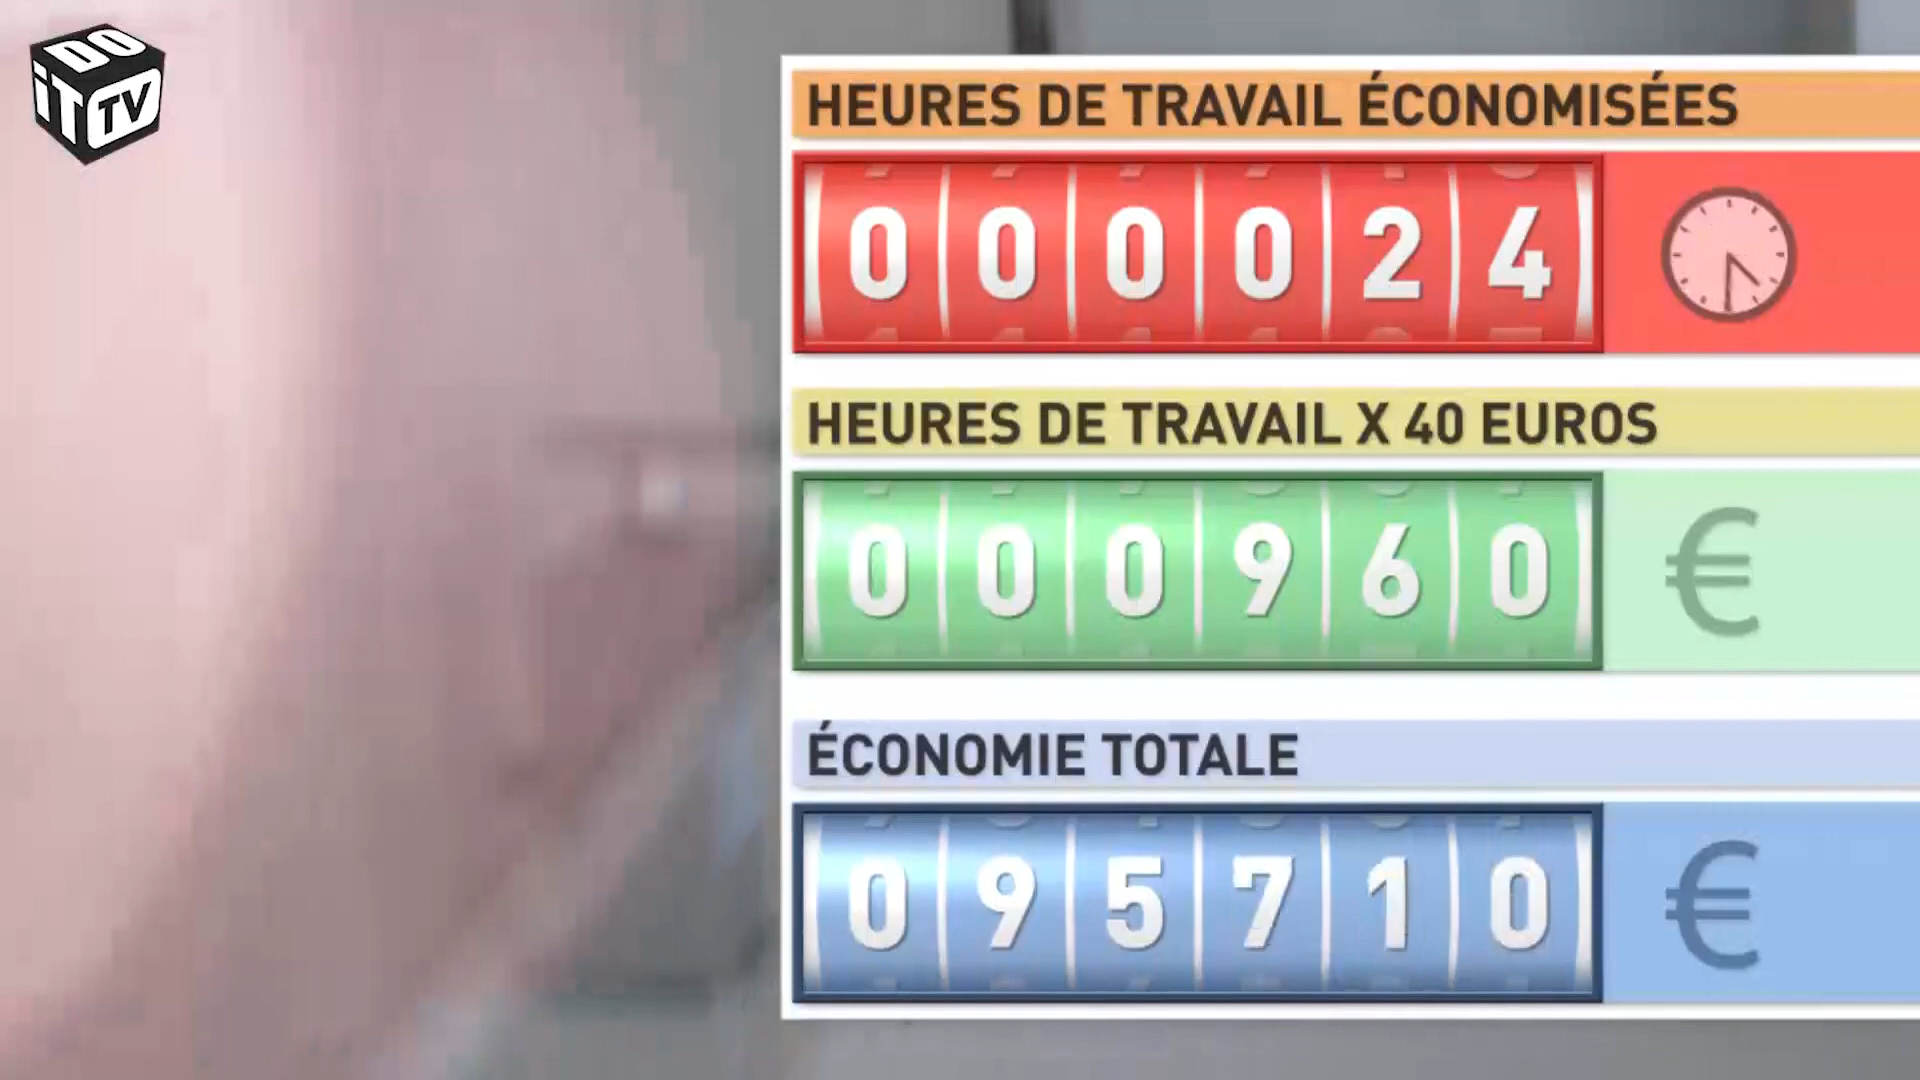 DO
iT TV
HEURES DE TRAVAIL ÉCONOMISÉES
000024
HEURES DE TRAVAIL X 40 EUROS
000960 €
ÉCONOMIE TOTALE
095710 €